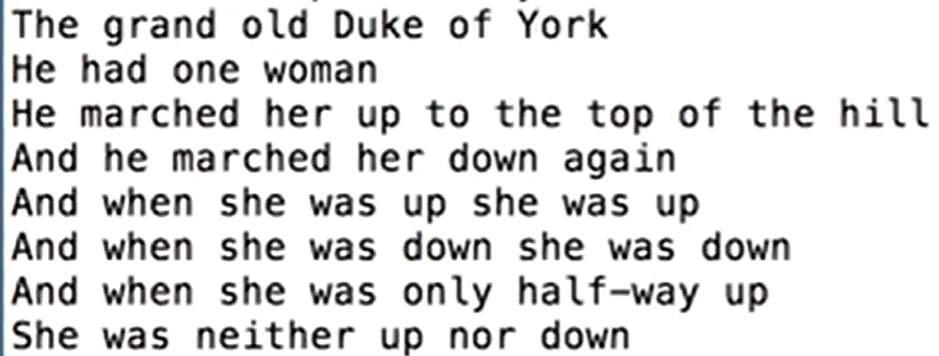 The grand old Duke of York
He had one woman
He marched her up to the top of the hill
And he marched her down again
And when she was up she was up
And when she was down she was down
And when she was only half-way up
She was neither up nor down